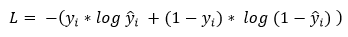 L = −(yᵢ * log ŷᵢ + (1 − yᵢ) * log (1 − ŷᵢ) )